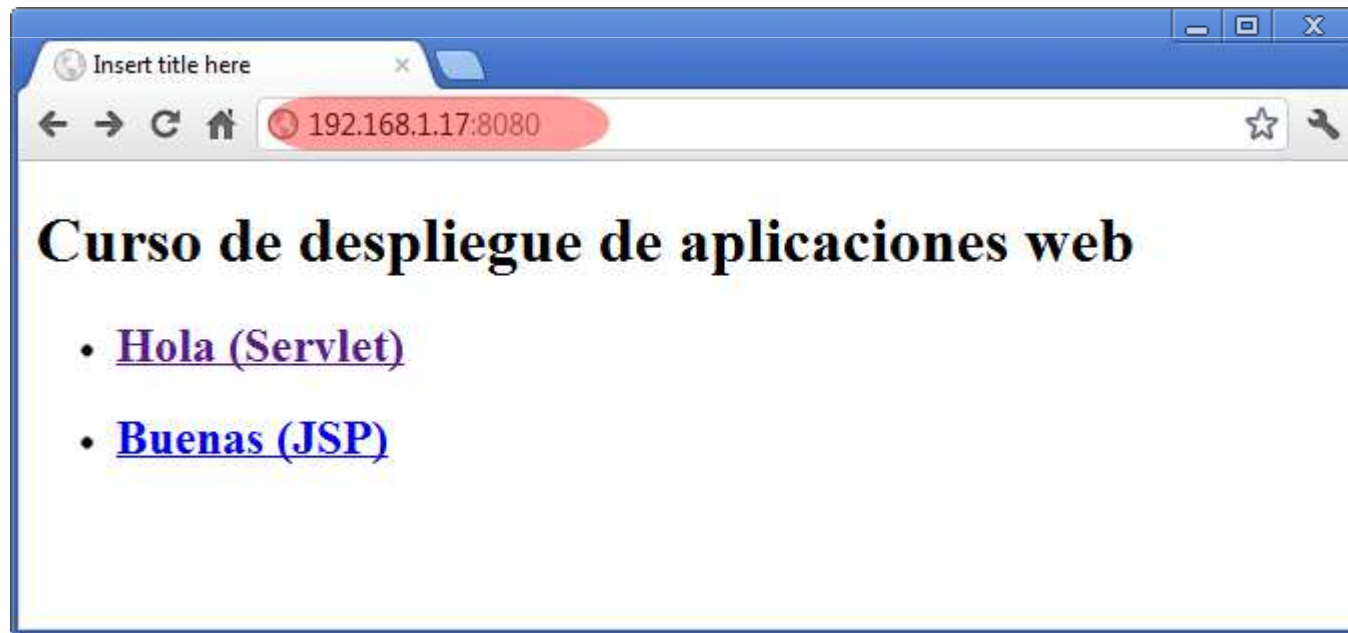 Insert title here
192.168.1.17:8080
Curso de despliegue de aplicaciones web
Hola (Servlet)
Buenas (JSP)